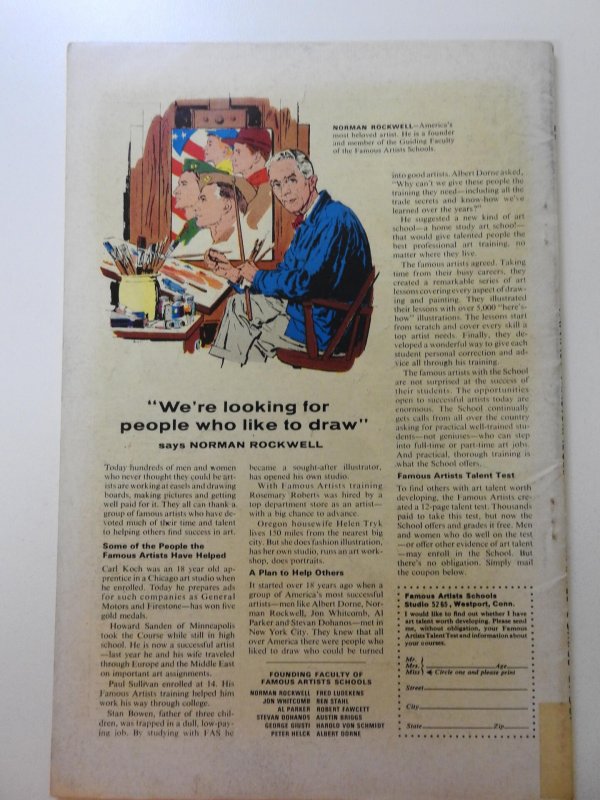 NORMAN ROCKWELL—America's
most beloved artist. He is a founder
and member of the Guiding Faculty
of the Famous Artists Schools.
"We're looking for
people who like to draw"
says NORMAN ROCKWELL
Today hundreds of men and women
who never thought they could be art-
ists are working at easels and drawing
boards, making pictures and getting
well paid for it. They all can thank a
group of famous artists who have de-
voted much of their time and talent
to helping others find success in art.
Some of the People the
Famous Artists Have Helped
Carl Koch was an 18 year old ap-
prentice in a Chicago art studio when
he enrolled. Today he prepares ads
for such companies as General
Motors and Firestone—has won five
gold medals.
Howard Sanden of Minneapolis
took the Course while still in high
school. He is now a successful artist
—last year he and his wife traveled
through Europe and the Middle East
on important art assignments.
Paul Sullivan enrolled at 14. His
Famous Artists training helped him
work his way through college.
Stan Bowen, father of three chil-
dren, was trapped in a dull, low-pay-
ing job. By studying with FAS he
became a sought-after illustrator,
has opened his own studio.
With Famous Artists training
Rosemary Roberts was hired by a
top department store as an artist—
with a big chance to advance.
Oregon housewife Helen Tryk
lives 150 miles from the nearest big
city. But she does fashion illustration,
has her own studio, runs an art work-
shop, does portraits.
A Plan to Help Others
It started over 18 years ago when a
group of America's most successful
artists—men like Albert Dorne, Nor-
man Rockwell, Jon Whitcomb, Al
Parker and Stevan Dohanos—met in
New York City. They knew that all
over America there were people who
liked to draw who could be turned
FOUNDING FACULTY OF
FAMOUS ARTISTS SCHOOLS
NORMAN ROCKWELL FRED LUDEKENS
JON WHITCOMB BEN STAHL
AL PARKER ROBERT FAWCETT
STEVAN DOHANOS AUSTIN BRIGGS
GEORGE GIUSTI HAROLD VON SCHMIDT
PETER HELCK ALBERT DORNE
into good artists. Albert Dorne asked,
"Why can't we give these people the
training they need—including all the
trade secrets and know-how we've
learned over the years?"
He suggested a new kind of art
school—a home study art school—
that would give talented people the
best professional art training, no
matter where they live.
The famous artists agreed. Taking
time from their busy careers, they
created a remarkable series of art
lessons covering every aspect of draw-
ing and painting. They illustrated
their lessons with over 5,000 "here's-
how" illustrations. The lessons start
from scratch and cover every skill a
top artist needs. Finally, they de-
veloped a wonderful way to give each
student personal correction and ad-
vice all through his training.
The famous artists with the School
are not surprised at the success of
their students. The opportunities
open to successful artists today are
enormous. The School continually
gets calls from all over the country
asking for practical well-trained stu-
dents—not geniuses—who can step
into full-time or part-time art jobs.
And practical, thorough training is
what the School offers.
Famous Artists Talent Test
To find others with art talent worth
developing, the Famous Artists cre-
ated a 12-page talent test. Thousands
paid to take this test, but now the
School offers and grades it free. Men
and women who do well on the test
—or offer other evidence of art talent
—may enroll in the School. But
there's no obligation. Simply mail
the coupon below.
Famous Artists Schools
Studio 5265, Westport, Conn.
I would like to find out whether I have
art talent worth developing. Please send
me, without obligation, your Famous
Artists Talent Test and information about
your courses.
Mr.
Mrs. Age
Miss Circle one and please print
Street
City
State Zip